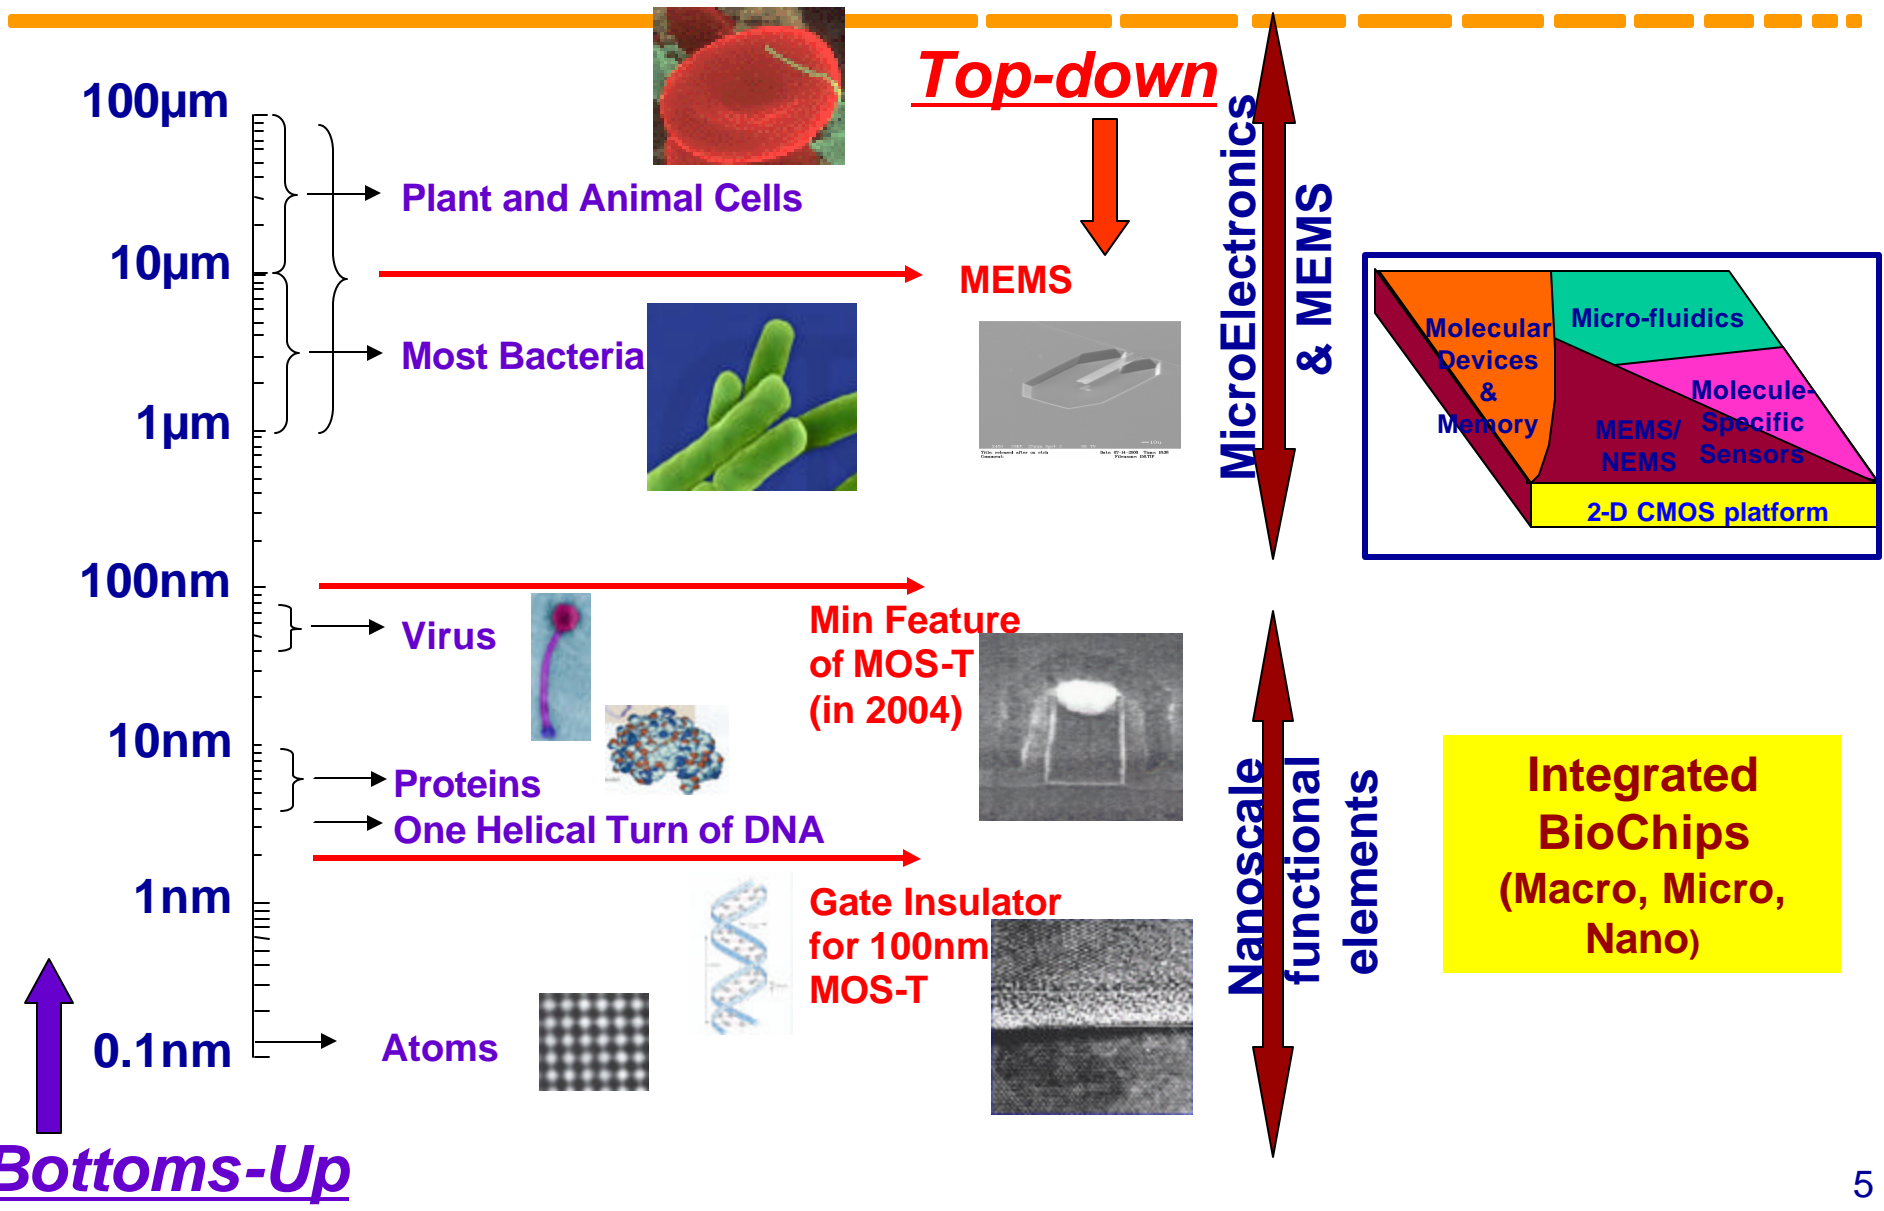 Top-down
100µm
Plant and Animal Cells
10µm
MEMS
Most Bacteria
1µm
100nm
Virus
Min Feature
of MOS-T
(in 2004)
10nm
Proteins
One Helical Turn of DNA
1nm
Gate Insulator
for 100nm
MOS-T
0.1nm
Atoms
Bottoms-Up
MicroElectronics
& MEMS
Nanoscale
functional
elements
Molecular
Devices
&
Memory
Micro-fluidics
Molecule-
Specific
Sensors
MEMS/
NEMS
2-D CMOS platform
Integrated
BioChips
(Macro, Micro,
Nano)
5